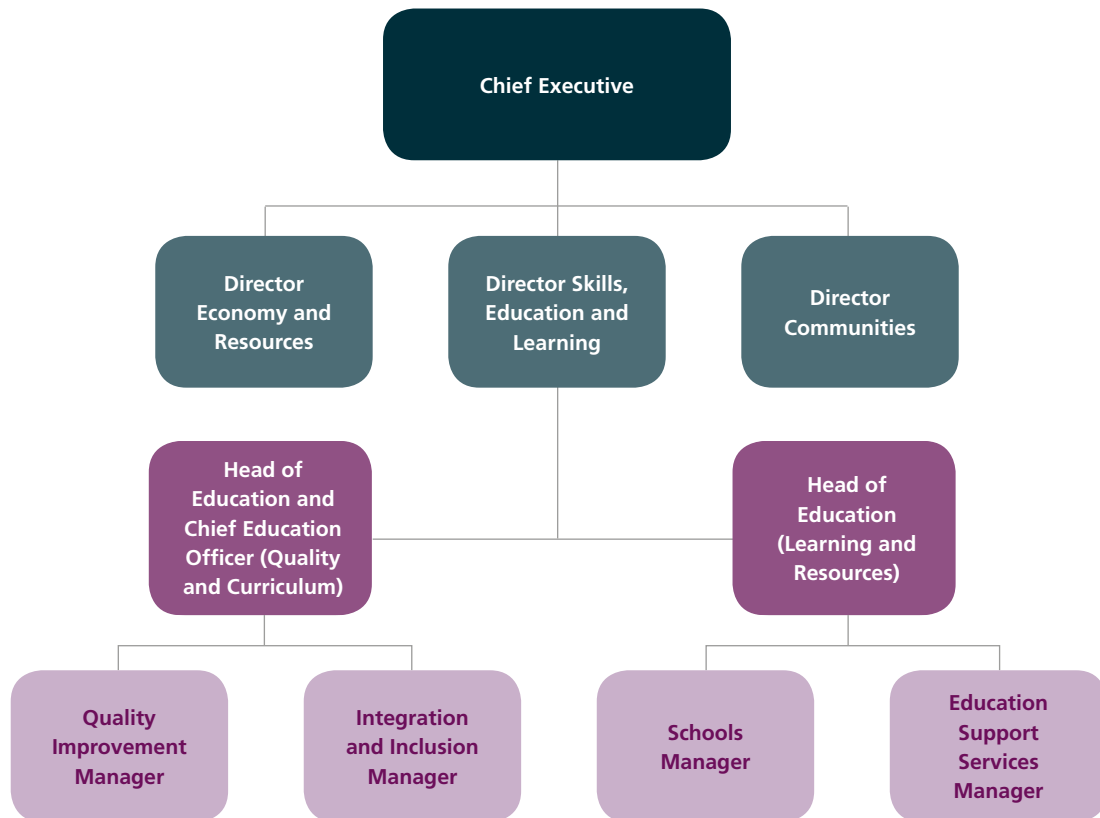 Chief Executive
Director
Economy and
Resources
Director Skills,
Education and
Learning
Director
Communities
Head of
Education and
Chief Education
Officer (Quality
and Curriculum)
Head of
Education
(Learning and
Resources)
Quality
Improvement
Manager
Integration
and Inclusion
Manager
Schools
Manager
Education
Support
Services
Manager